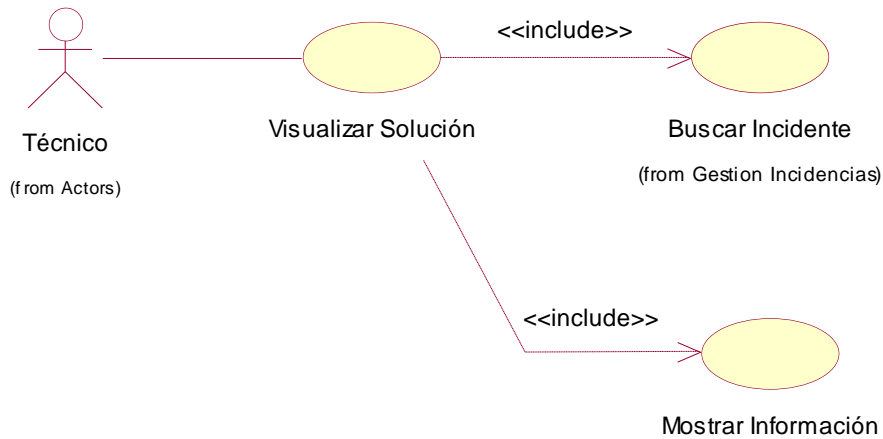 <<include>>
Técnico
(from Actors)
Visualizar Solución
Buscar Incidente
(from Gestion Incidencias)
<<include>>
Mostrar Información